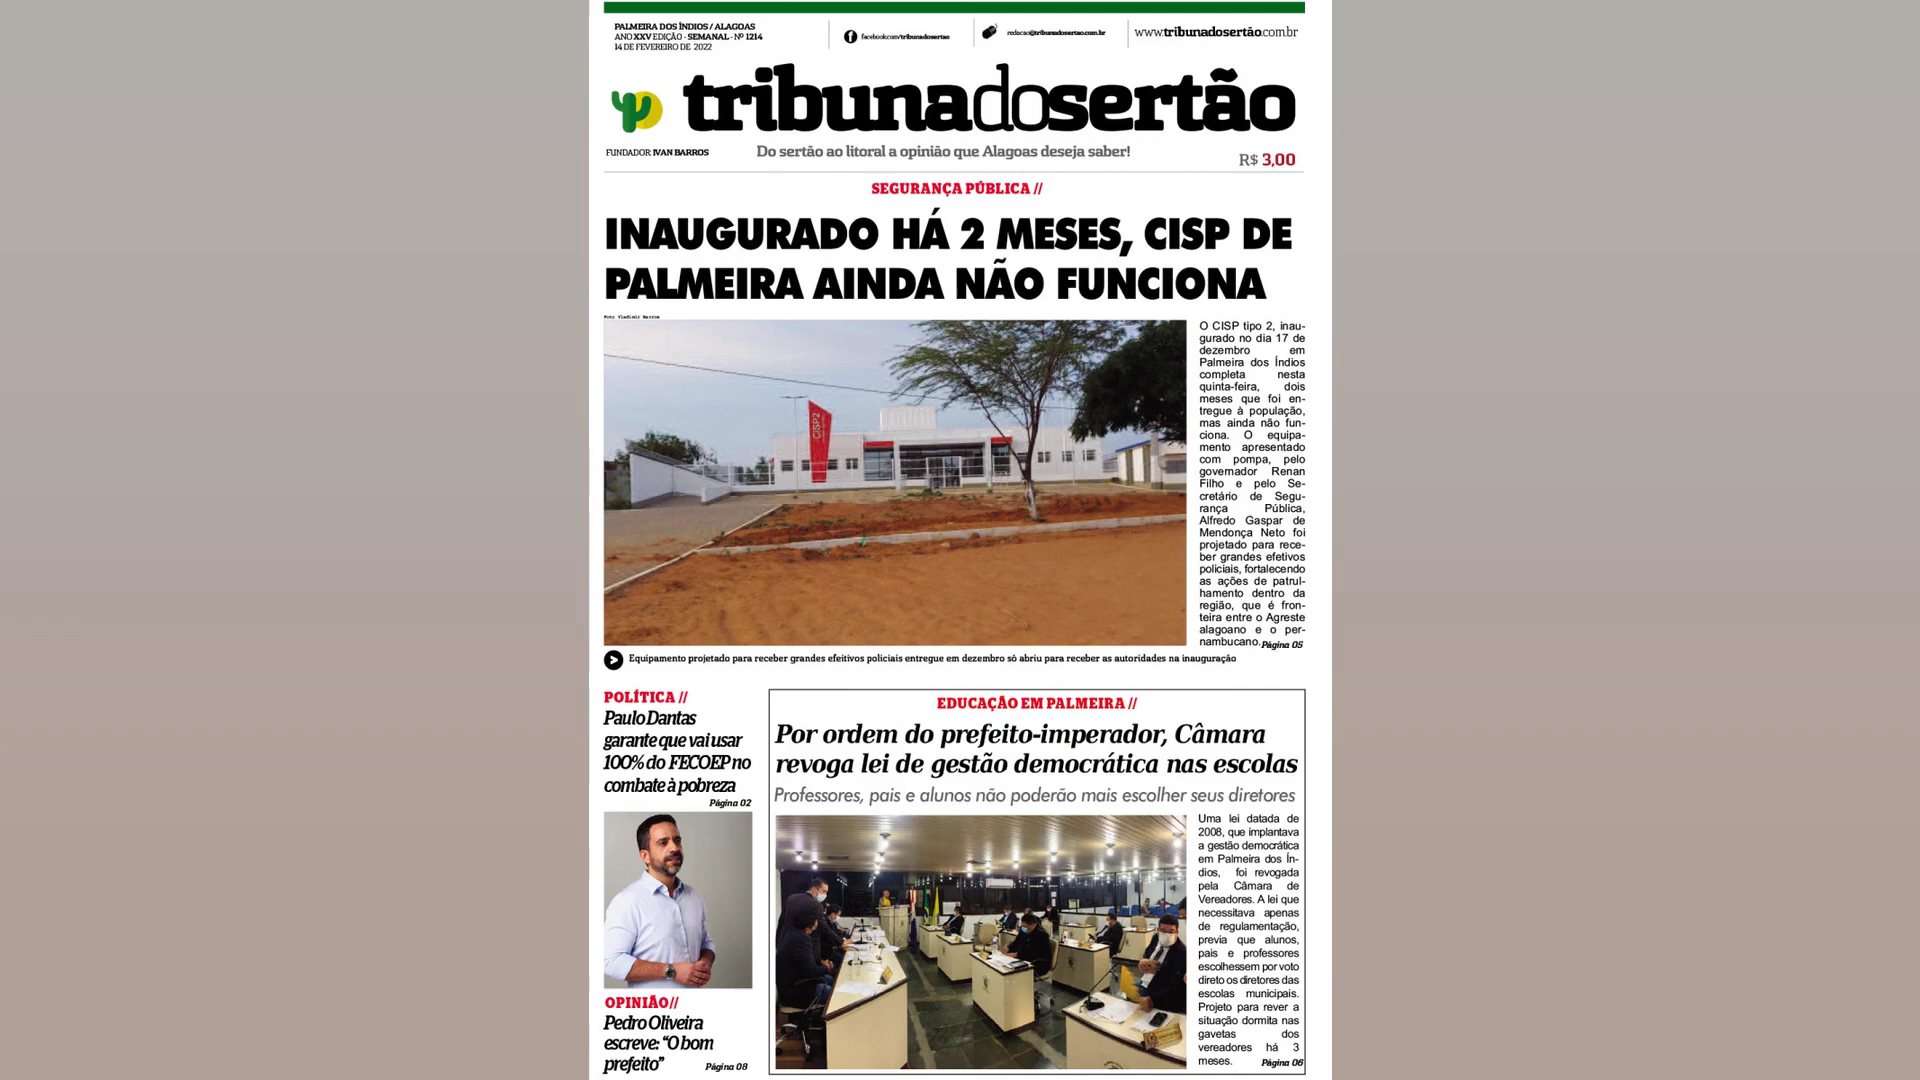 PALMEIRA DOS ÍNDIOS / ALAGOAS
ANO XXV EDIÇÃO - SEMANAL - Nº 1214
14 DE FEVEREIRO DE 2022
facebook.com/tribunadosertao
redacao@tribunadosertao.com.br
www.tribunadosertão.com.br
tribunadosertão
FUNDADOR IVAN BARROS
Do sertão ao litoral a opinião que Alagoas deseja saber!
R$ 3,00
SEGURANÇA PÚBLICA //
INAUGURADO HÁ 2 MESES, CISP DE
PALMEIRA AINDA NÃO FUNCIONA
Foto Vladimir Barros
CISP2
O CISP tipo 2, inau-
gurado no dia 17 de
dezembro em
Palmeira dos Índios
completa nesta
quinta-feira, dois
meses que foi en-
tregue à população,
mas ainda não fun-
ciona. O equipa-
mento apresentado
com pompa, pelo
governador Renan
Filho e pelo Se-
cretário de Segu-
rança Pública,
Alfredo Gaspar de
Mendonça Neto foi
projetado para rece-
ber grandes efetivos
policiais, fortalecendo
as ações de patrul-
hamento dentro da
região, que é fron-
teira entre o Agreste
alagoano e o per-
nambucano. Página 05
Equipamento projetado para receber grandes efeitivos policiais entregue em dezembro só abriu para receber as autoridades na inauguração
POLÍTICA //
Paulo Dantas
garante que vai usar
100% do FECOEP no
combate à pobreza
Página 02
OPINIÃO//
Pedro Oliveira
escreve: "O bom
prefeito"
Página 08
EDUCAÇÃO EM PALMEIRA //
Por ordem do prefeito-imperador, Câmara
revoga lei de gestão democrática nas escolas
Professores, pais e alunos não poderão mais escolher seus diretores
Uma lei datada de
2008, que implantava
a gestão democrática
em Palmeira dos Ín-
dios, foi revogada
pela Câmara de
Vereadores. A lei que
necessitava apenas
de regulamentação,
previa que alunos,
pais e professores
escolhessem por voto
direto os diretores das
escolas municipais.
Projeto para rever a
situação dormita nas
gavetas dos
vereadores há 3
meses. Página 06